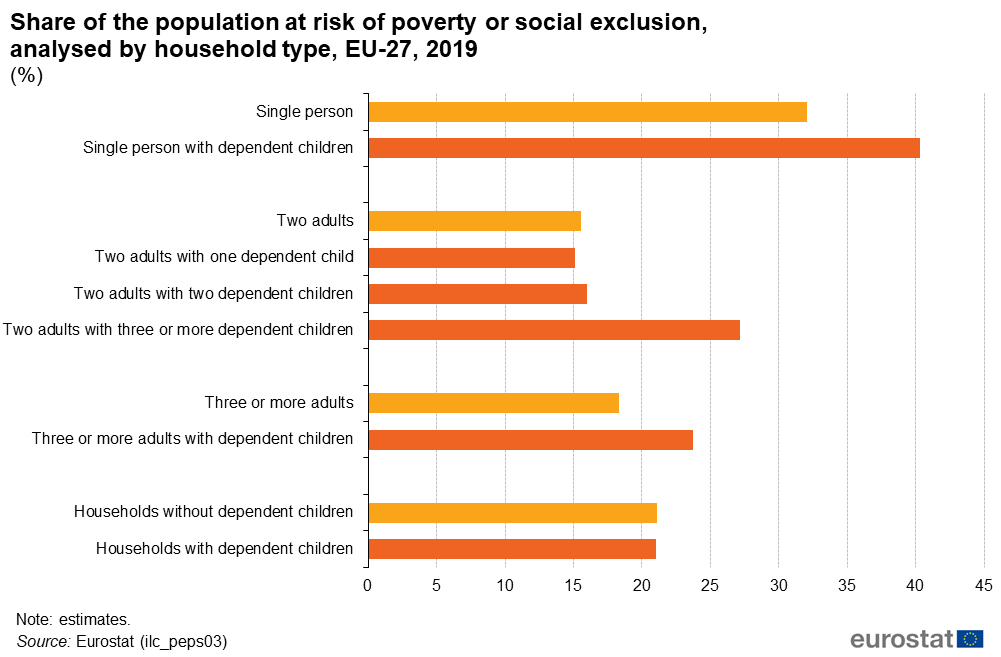 Share of the population at risk of poverty or social exclusion,
analysed by household type, EU-27, 2019
(%)
Single person
Single person with dependent children
Two adults
Two adults with one dependent child
Two adults with two dependent children
Two adults with three or more dependent children
Three or more adults
Three or more adults with dependent children
Households without dependent children
Households with dependent children
0 5 10 15 20 25 30 35 40 45
Note: estimates.
Source: Eurostat (ilc_peps03)
eurostat